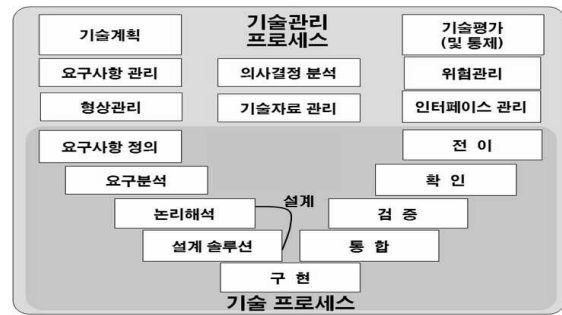 기술계획
기술관리
프로세스
기술평가
(및 통제)
요구사항 관리
의사결정 분석
위험관리
형상관리
기술자료 관리
인터페이스 관리
요구사항 정의
전 이
요구분석
확 인
논리해석
설계
검 증
설계 솔루션
통 합
구 현
기술 프로세스